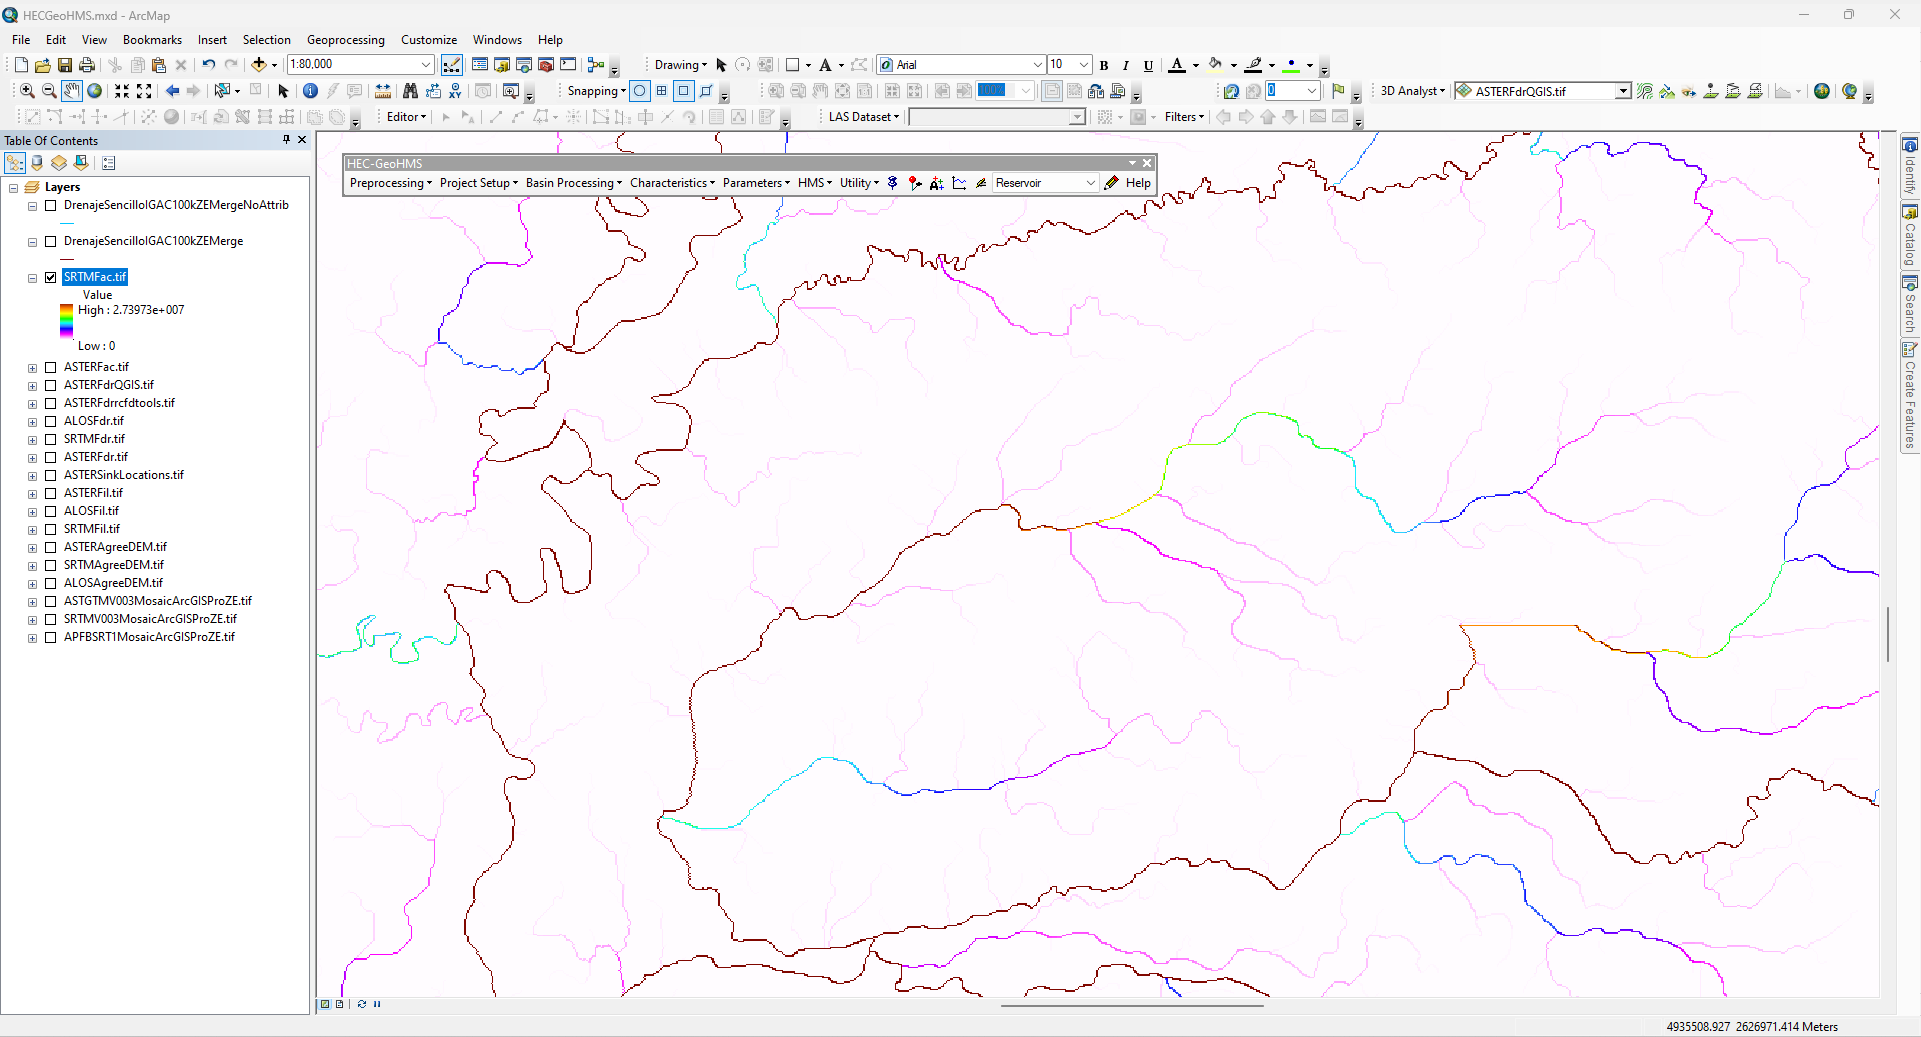 HECGeoHMS.mxd - ArcMap
File Edit View Bookmarks Insert Selection Geoprocessing Customize Windows Help
1:80,000 Drawing Arial 10 B I U A
Snapping 100% 0 3D Analyst ASTERFdrQGIS.tif
Editor LAS Dataset Filters
Table Of Contents
Layers
DrenajeSencilloIGAC100kZEMergeNoAttrib
DrenajeSencilloIGAC100kZEMerge
SRTMFac.tif
Value
High : 2.73973e+007
Low : 0
ASTERFac.tif
ASTERFdrQGIS.tif
ASTERFdrrcfdtools.tif
ALOSFdr.tif
SRTMFdr.tif
ASTERFdr.tif
ASTERSinkLocations.tif
ASTERFil.tif
ALOSFil.tif
SRTMFil.tif
ASTERAgreeDEM.tif
SRTMAgreeDEM.tif
ALOSAgreeDEM.tif
ASTGTMV003MosaicArcGISProZE.tif
SRTMV003MosaicArcGISProZE.tif
APFBSRT1MosaicArcGISProZE.tif
HEC-GeoHMS
Preprocessing Project Setup Basin Processing Characteristics Parameters HMS Utility Reservoir Help
Identify
Catalog
Search
Create Features
4935508.927 2626971.414 Meters